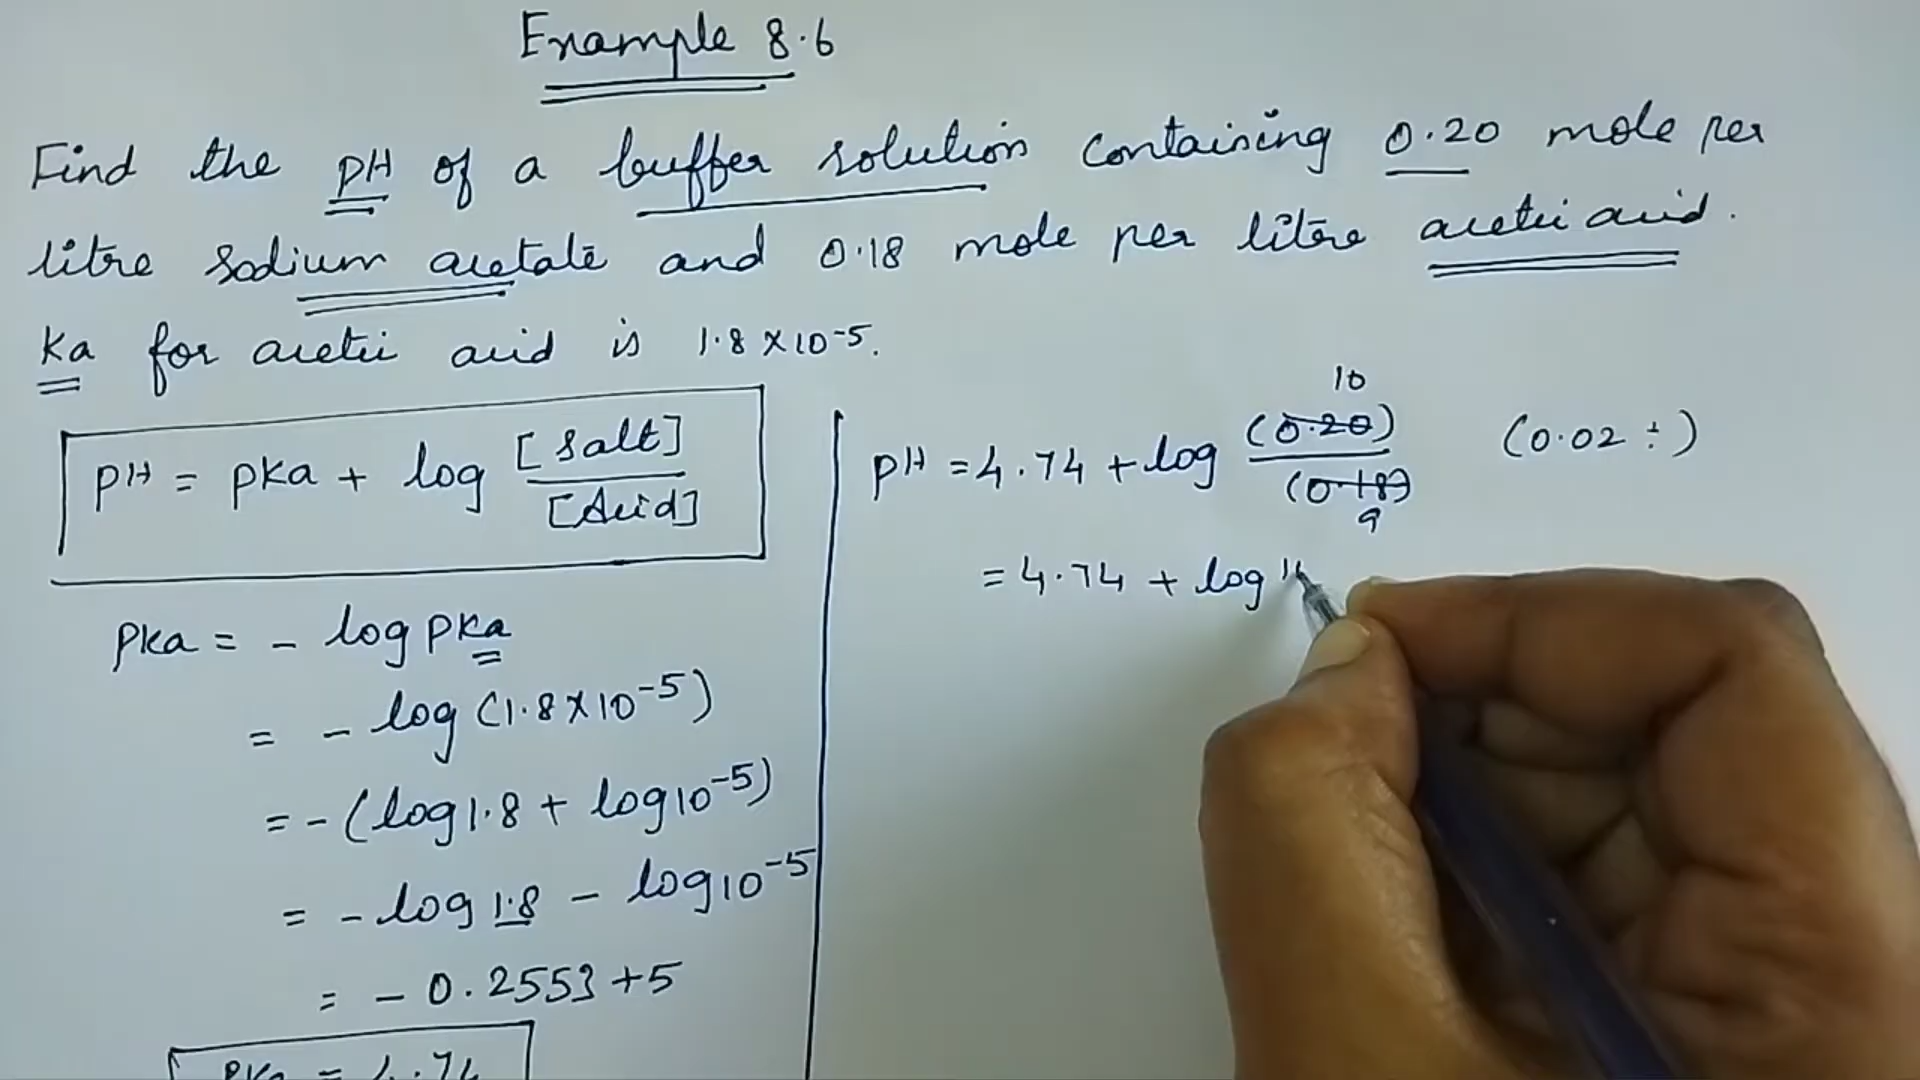 Example 8.6
Find the pH of a buffer solution containing 0.20 mole per
litre sodium acetate and 0.18 mole per litre acetic acid.
Ka for acetic acid is 1.8 × 10^-5.
pH = pka + log [salt]/[Acid]
pka = - log pka
= - log (1.8×10^-5)
= - (log 1.8 + log 10^-5)
= - log 1.8 - log 10^-5
= - 0.2553 + 5
pka = 4.74
10
pH = 4.74 + log (0.20)/(0.18) (0.02 ÷)
9
= 4.74 + log